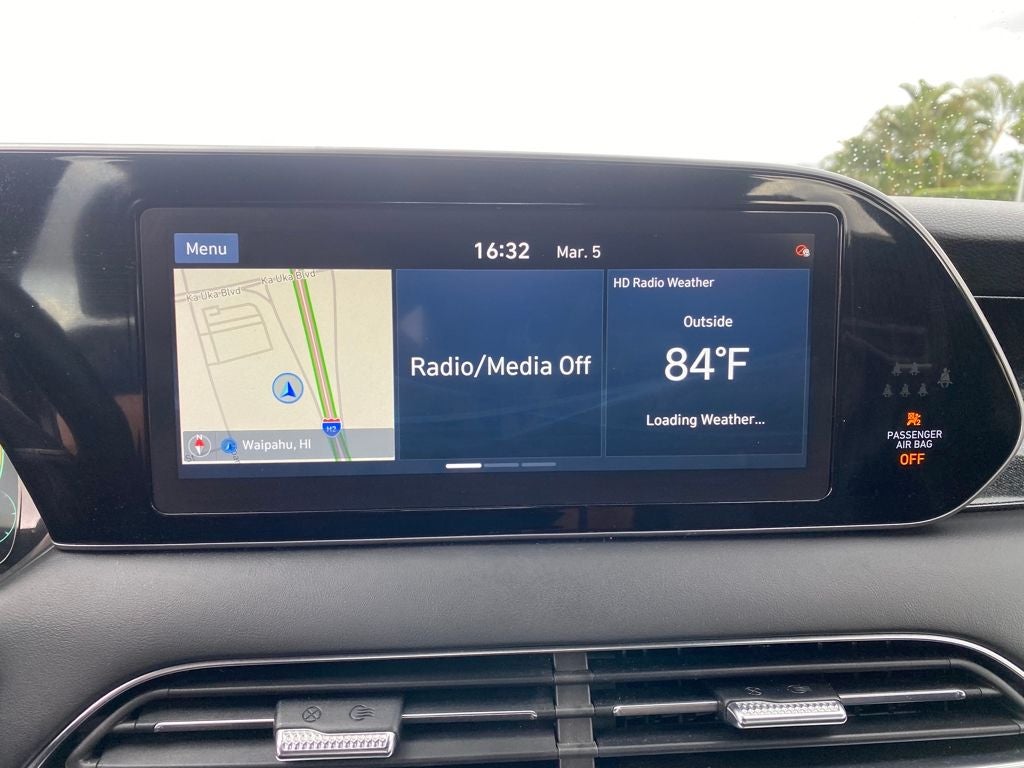 Menu
16:32
Mar. 5
Ka Uka Blvd
Ka Uka Blvd
H2
N
Waipahu, HI
Radio/Media Off
HD Radio Weather
Outside
84°F
Loading Weather...
PASSENGER
AIR BAG
OFF